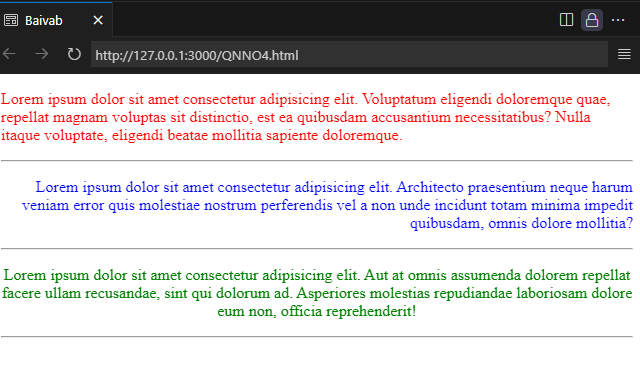 Baivab
http://127.0.0.1:3000/QNNO4.html
Lorem ipsum dolor sit amet consectetur adipisicing elit. Voluptatum eligendi doloremque quae,
repellat magnam voluptas sit distinctio, est ea quibusdam accusantium necessitatibus? Nulla
itaque voluptate, eligendi beatae mollitia sapiente doloremque.
Lorem ipsum dolor sit amet consectetur adipisicing elit. Architecto praesentium neque harum
veniam error quis molestiae nostrum perferendis vel a non unde incidunt totam minima impedit
quibusdam, omnis dolore mollitia?
Lorem ipsum dolor sit amet consectetur adipisicing elit. Aut at omnis assumenda dolorem repellat
facere ullam recusandae, sint qui dolorum ad. Asperiores molestias repudiandae laboriosam dolore
eum non, officia reprehenderit!